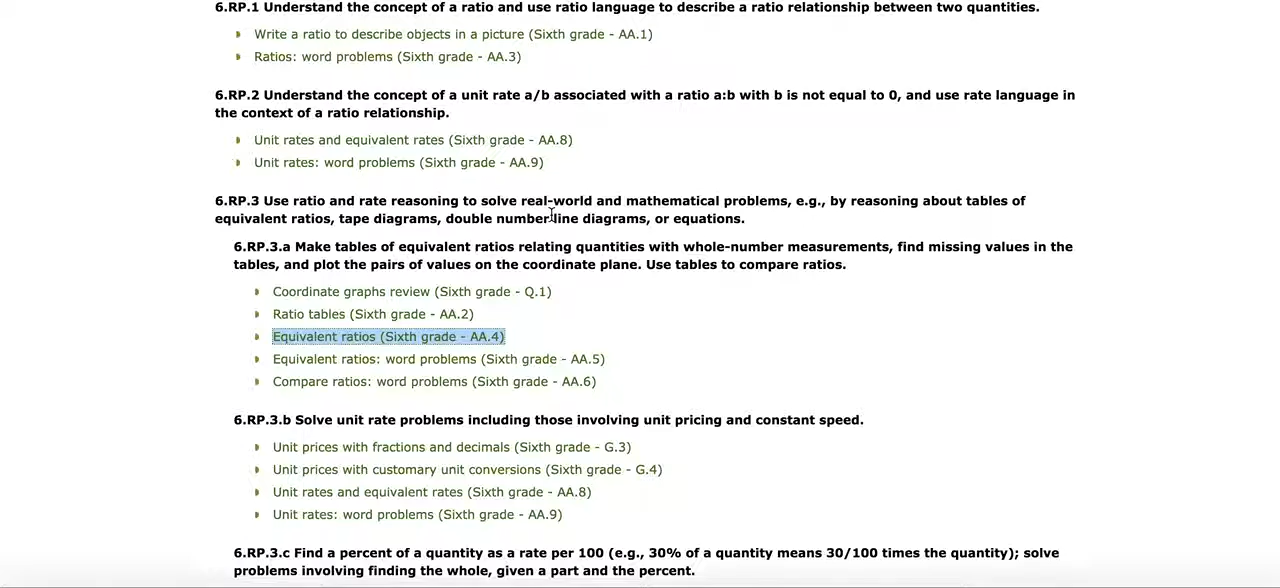 6.RP.1 Understand the concept of a ratio and use ratio language to describe a ratio relationship between two quantities.
Write a ratio to describe objects in a picture (Sixth grade - AA.1)
Ratios: word problems (Sixth grade - AA.3)
6.RP.2 Understand the concept of a unit rate a/b associated with a ratio a:b with b is not equal to 0, and use rate language in
the context of a ratio relationship.
Unit rates and equivalent rates (Sixth grade - AA.8)
Unit rates: word problems (Sixth grade - AA.9)
6.RP.3 Use ratio and rate reasoning to solve real-world and mathematical problems, e.g., by reasoning about tables of
equivalent ratios, tape diagrams, double number line diagrams, or equations.
6.RP.3.a Make tables of equivalent ratios relating quantities with whole-number measurements, find missing values in the
tables, and plot the pairs of values on the coordinate plane. Use tables to compare ratios.
Coordinate graphs review (Sixth grade - Q.1)
Ratio tables (Sixth grade - AA.2)
Equivalent ratios (Sixth grade - AA.4)
Equivalent ratios: word problems (Sixth grade - AA.5)
Compare ratios: word problems (Sixth grade - AA.6)
6.RP.3.b Solve unit rate problems including those involving unit pricing and constant speed.
Unit prices with fractions and decimals (Sixth grade - G.3)
Unit prices with customary unit conversions (Sixth grade - G.4)
Unit rates and equivalent rates (Sixth grade - AA.8)
Unit rates: word problems (Sixth grade - AA.9)
6.RP.3.c Find a percent of a quantity as a rate per 100 (e.g., 30% of a quantity means 30/100 times the quantity); solve
problems involving finding the whole, given a part and the percent.